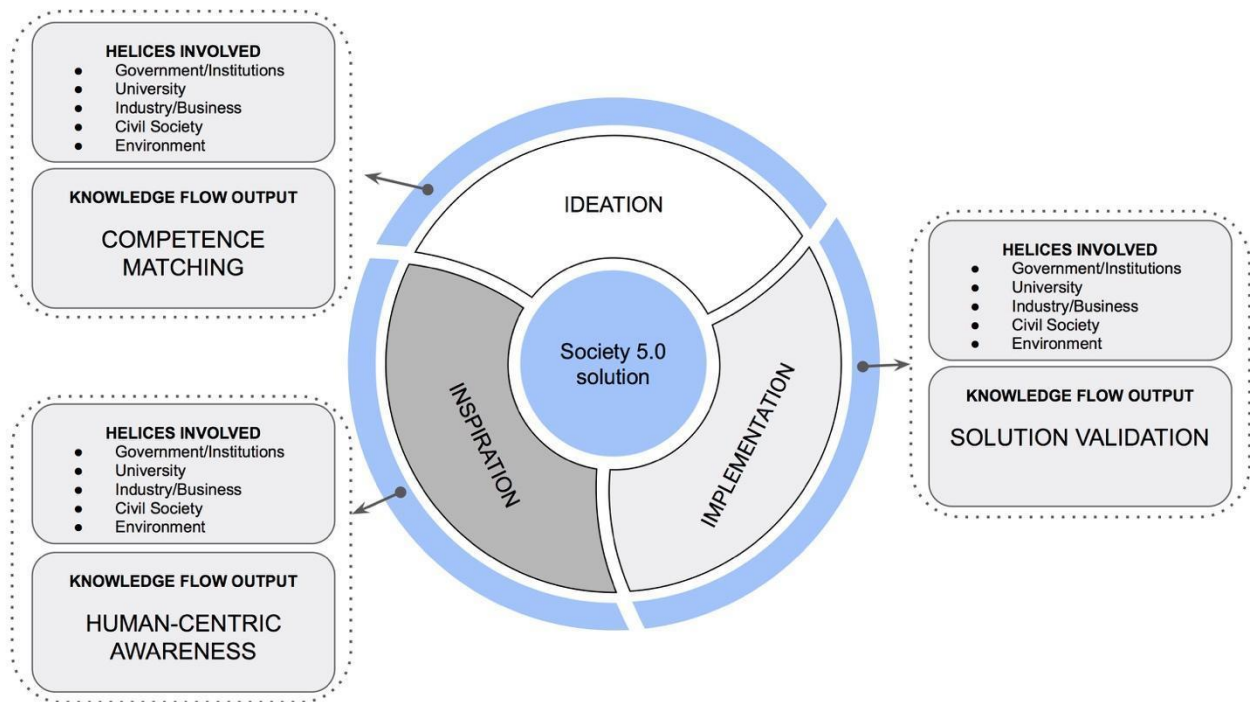 HELICES INVOLVED
● Government/Institutions
● University
● Industry/Business
● Civil Society
● Environment
KNOWLEDGE FLOW OUTPUT
COMPETENCE
MATCHING
HELICES INVOLVED
● Government/Institutions
● University
● Industry/Business
● Civil Society
● Environment
KNOWLEDGE FLOW OUTPUT
HUMAN-CENTRIC
AWARENESS
IDEATION
INSPIRATION
Society 5.0
solution
IMPLEMENTATION
HELICES INVOLVED
● Government/Institutions
● University
● Industry/Business
● Civil Society
● Environment
KNOWLEDGE FLOW OUTPUT
SOLUTION VALIDATION